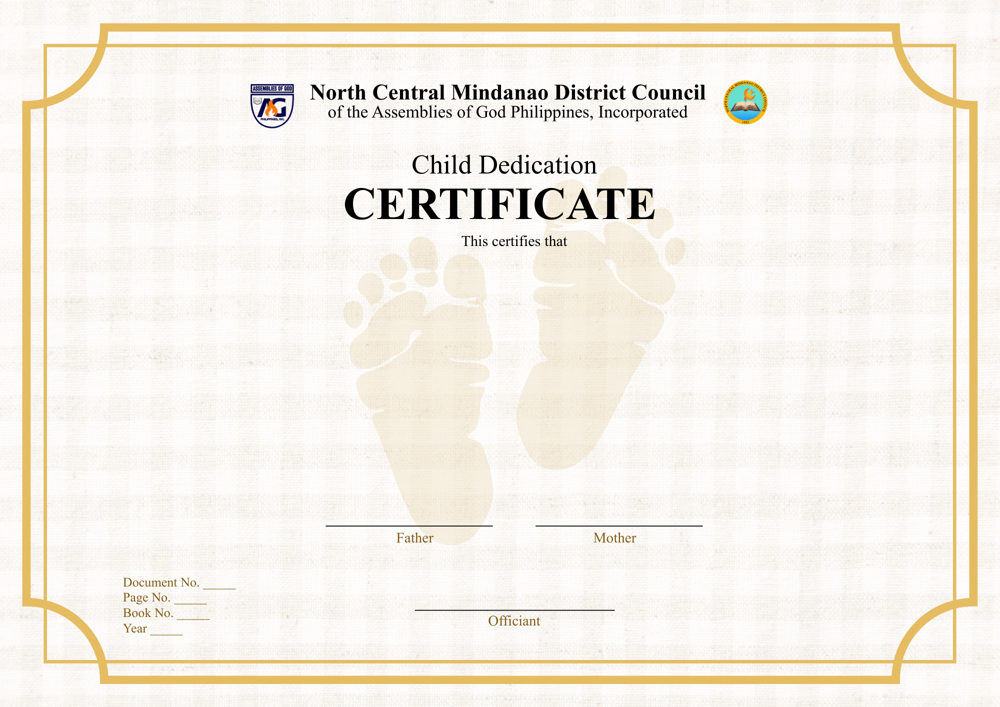 ASSEMBLIES OF GOD
AG
PHILIPPINES, INC.
North Central Mindanao District Council
of the Assemblies of God Philippines, Incorporated
NORTH CENTRAL MINDANAO DISTRICT COUNCIL
1982
Child Dedication
CERTIFICATE
This certifies that
Father
Mother
Document No. _____
Page No. _____
Book No. _____
Year _____
Officiant